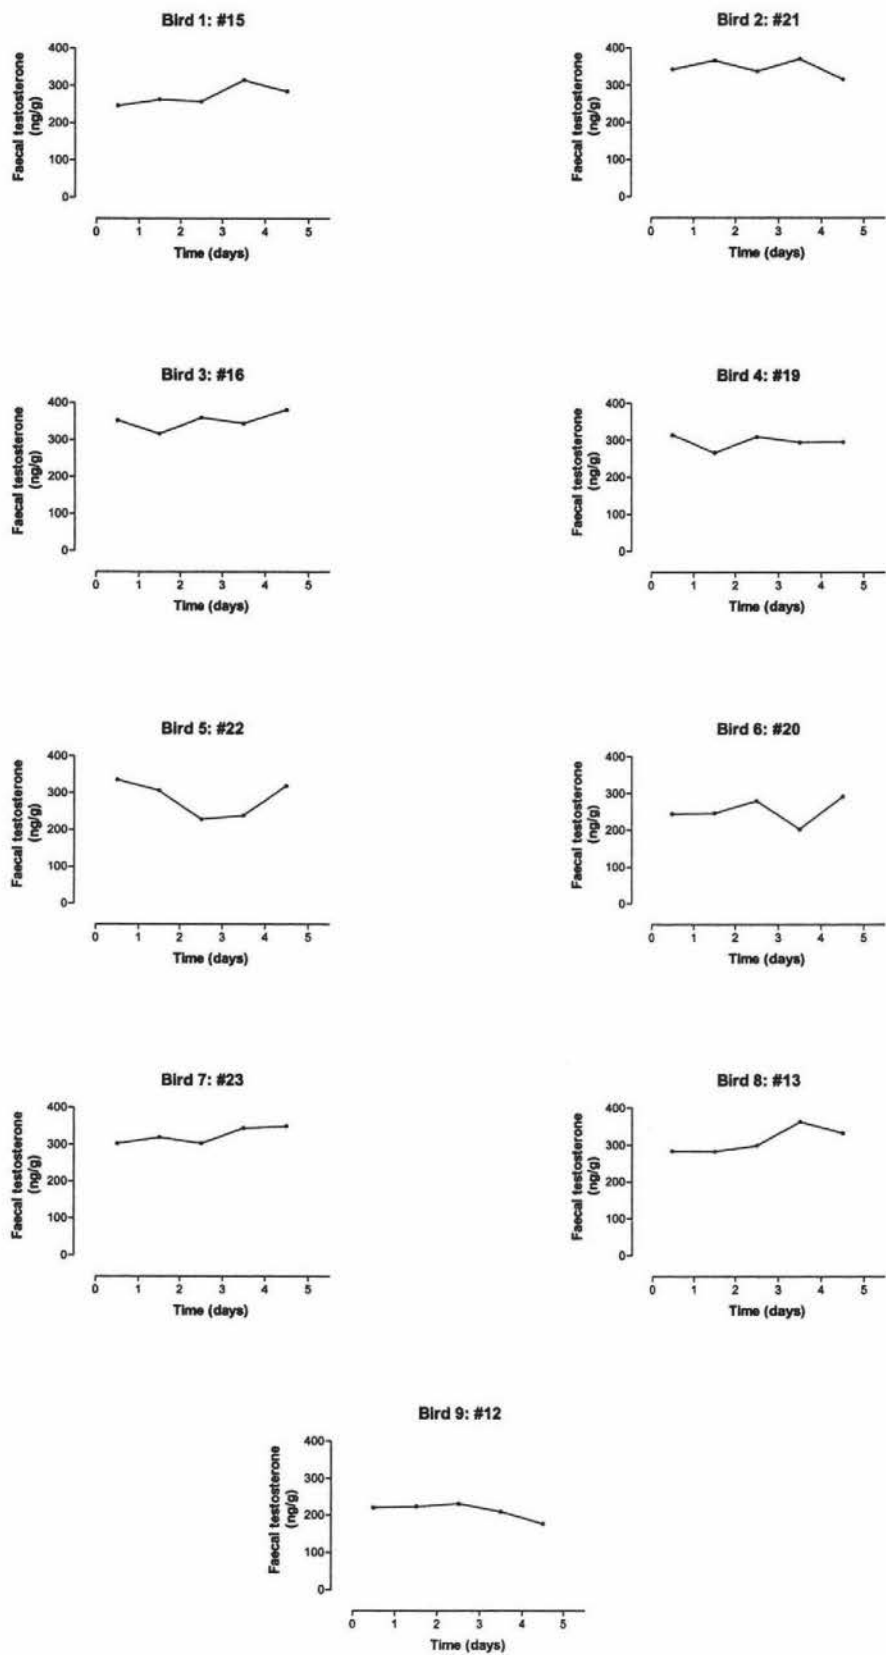 Bird 1: #15
Faecal testosterone
(ng/g)
400
300
200
100
0
0 1 2 3 4 5
Time (days)
Bird 2: #21
Faecal testosterone
(ng/g)
400
300
200
100
0
0 1 2 3 4 5
Time (days)
Bird 3: #16
Faecal testosterone
(ng/g)
400
300
200
100
0
0 1 2 3 4 5
Time (days)
Bird 4: #19
Faecal testosterone
(ng/g)
400
300
200
100
0
0 1 2 3 4 5
Time (days)
Bird 5: #22
Faecal testosterone
(ng/g)
400
300
200
100
0
0 1 2 3 4 5
Time (days)
Bird 6: #20
Faecal testosterone
(ng/g)
400
300
200
100
0
0 1 2 3 4 5
Time (days)
Bird 7: #23
Faecal testosterone
(ng/g)
400
300
200
100
0
0 1 2 3 4 5
Time (days)
Bird 8: #13
Faecal testosterone
(ng/g)
400
300
200
100
0
0 1 2 3 4 5
Time (days)
Bird 9: #12
Faecal testosterone
(ng/g)
400
300
200
100
0
0 1 2 3 4 5
Time (days)